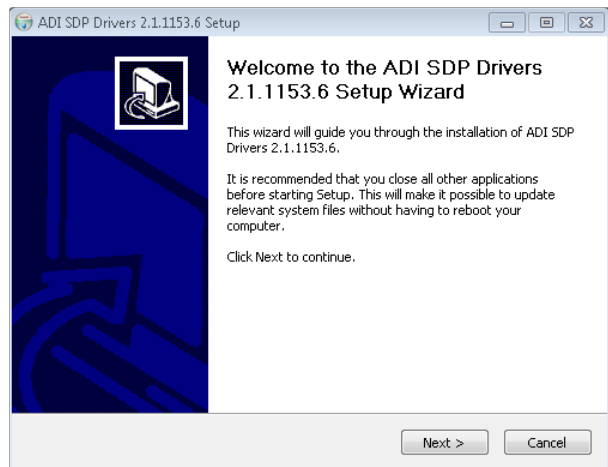 ADI SDP Drivers 2.1.1153.6 Setup
Welcome to the ADI SDP Drivers
2.1.1153.6 Setup Wizard
This wizard will guide you through the installation of ADI SDP
Drivers 2.1.1153.6.
It is recommended that you close all other applications
before starting Setup. This will make it possible to update
relevant system files without having to reboot your
computer.
Click Next to continue.
Next >
Cancel